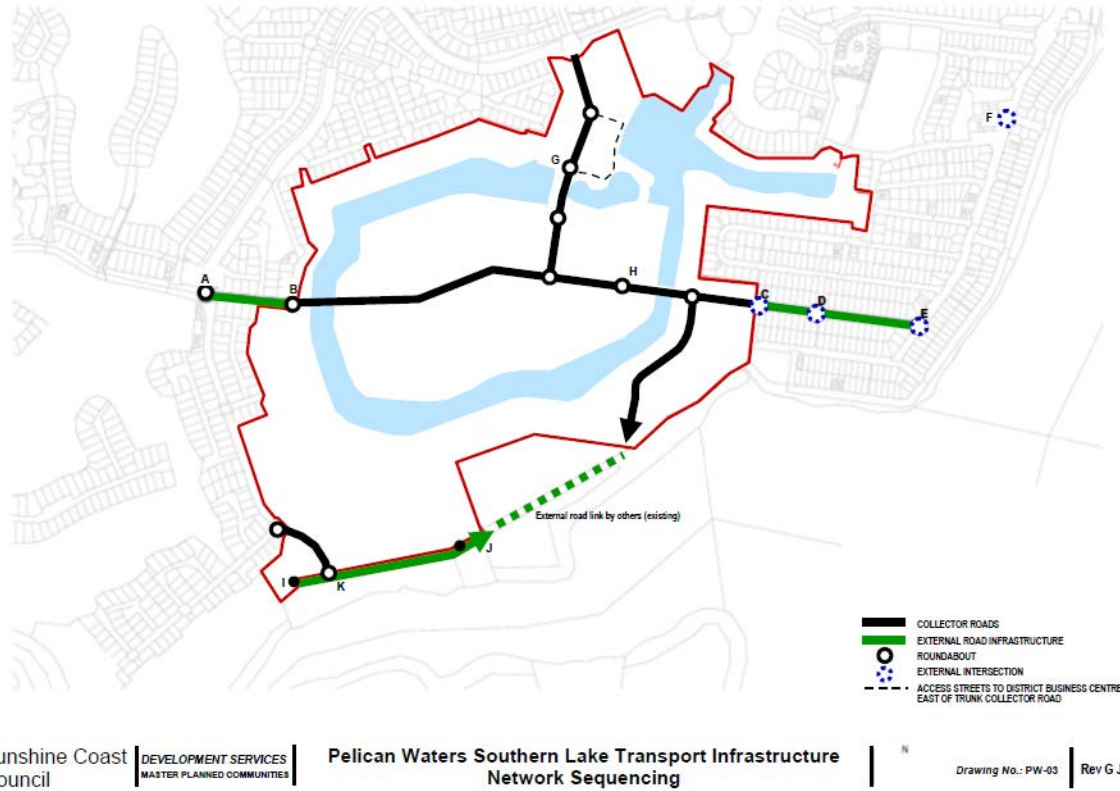 F
G
A
B
H
C
D
E
External road link by others (existing)
J
I
K
COLLECTOR ROADS
EXTERNAL ROAD INFRASTRUCTURE
ROUNDABOUT
EXTERNAL INTERSECTION
ACCESS STREETS TO DISTRICT BUSINESS CENTRE
EAST OF TRUNK COLLECTOR ROAD
unshine Coast
ouncil
DEVELOPMENT SERVICES
MASTER PLANNED COMMUNITIES
Pelican Waters Southern Lake Transport Infrastructure
Network Sequencing
N
Drawing No.: PW-03
Rev G J